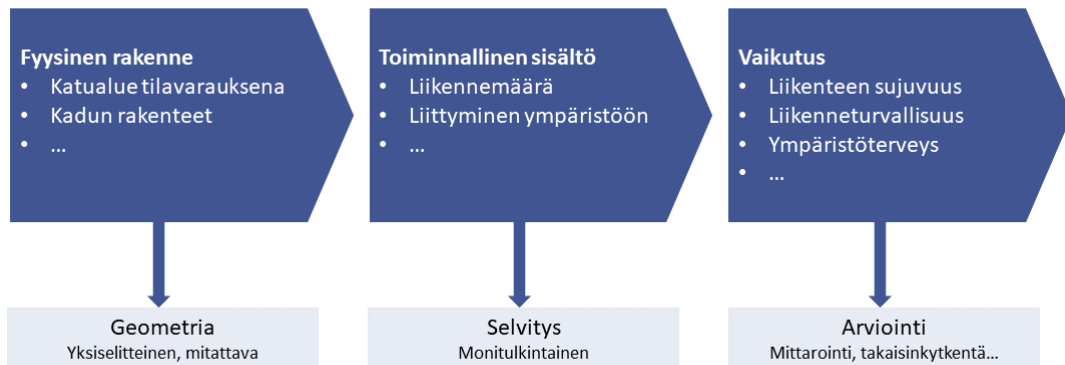 Fyysinen rakenne
• Katualue tilavarauksena
• Kadun rakenteet
• ...
Toiminnallinen sisältö
• Liikennemäärä
• Liittyminen ympäristöön
• ...
Vaikutus
• Liikenteen sujuvuus
• Liikenneturvallisuus
• Ympäristöterveys
• ...
Geometria
Yksiselitteinen, mitattava
Selvitys
Monitulkintainen
Arviointi
Mittarointi, takaisinkytkentä...